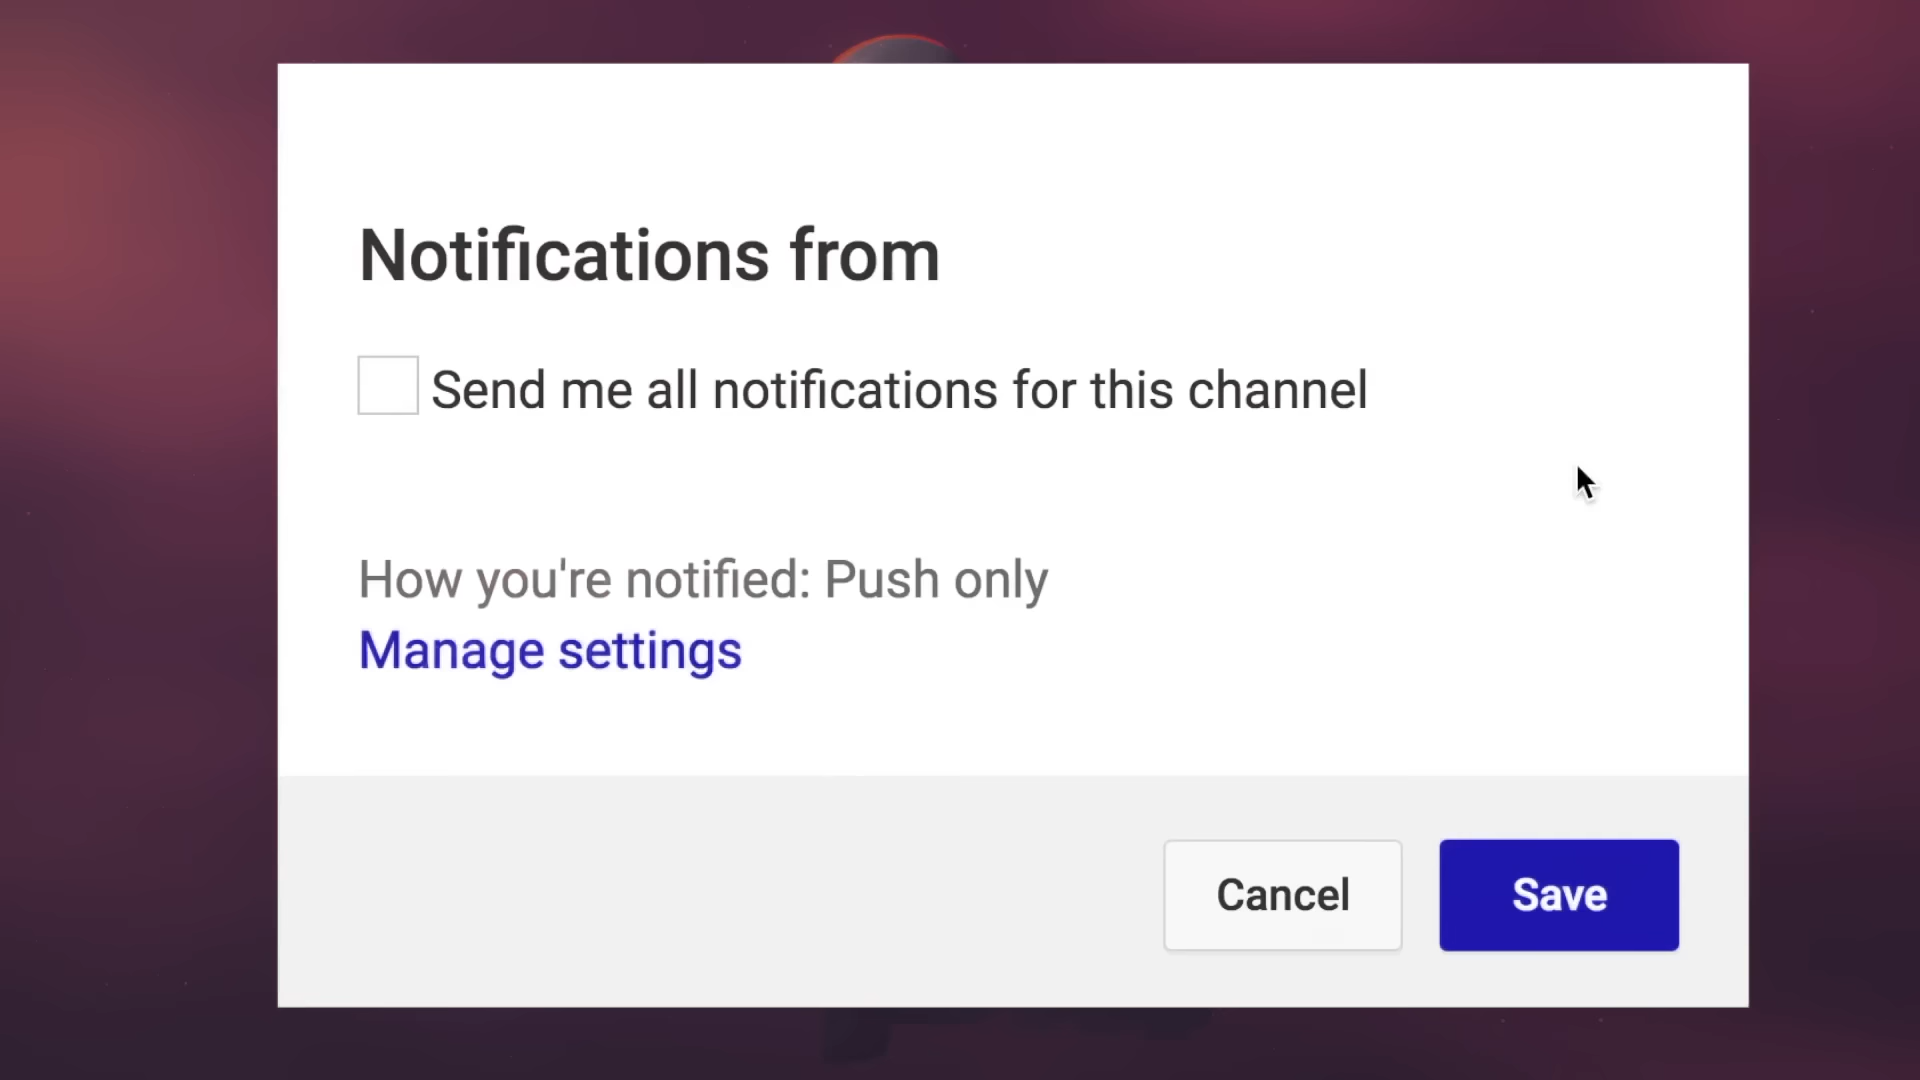 Notifications from
Send me all notifications for this channel
How you're notified: Push only
Manage settings
Cancel
Save